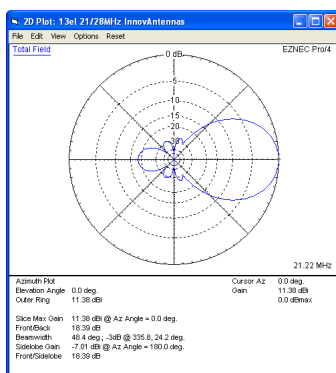 2D Plot: 13el 21/28MHz InnovAntennas
File Edit View Options Reset
Total Field
EZNEC Pro/4
0 dB
-5
-10
-15
-20
-30
21.22 MHz
Azimuth Plot
Elevation Angle 0.0 deg.
Outer Ring 11.38 dBi
Cursor Az 0.0 deg.
Gain 11.38 dBi
0.0 dBmax
Slice Max Gain 11.38 dBi @ Az Angle = 0.0 deg.
Front/Back 18.39 dB
Beamwidth 48.4 deg.; -3dB @ 335.8, 24.2 deg.
Sidelobe Gain -7.01 dBi @ Az Angle = 180.0 deg.
Front/Sidelobe 18.39 dB